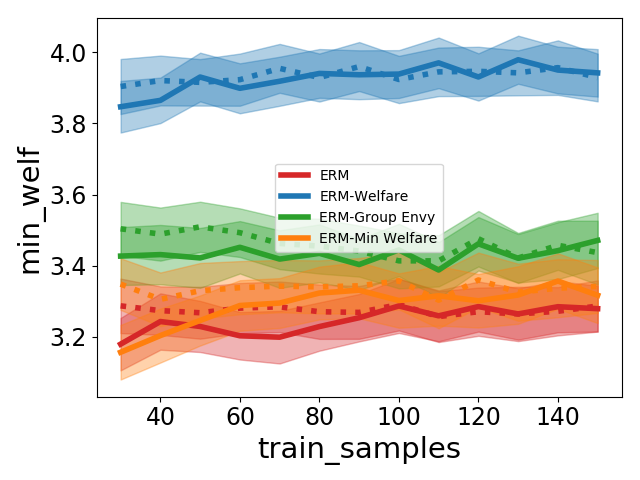 min_welf
4.0
3.8
3.6
3.4
3.2
ERM
ERM-Welfare
ERM-Group Envy
ERM-Min Welfare
40 60 80 100 120 140
train_samples